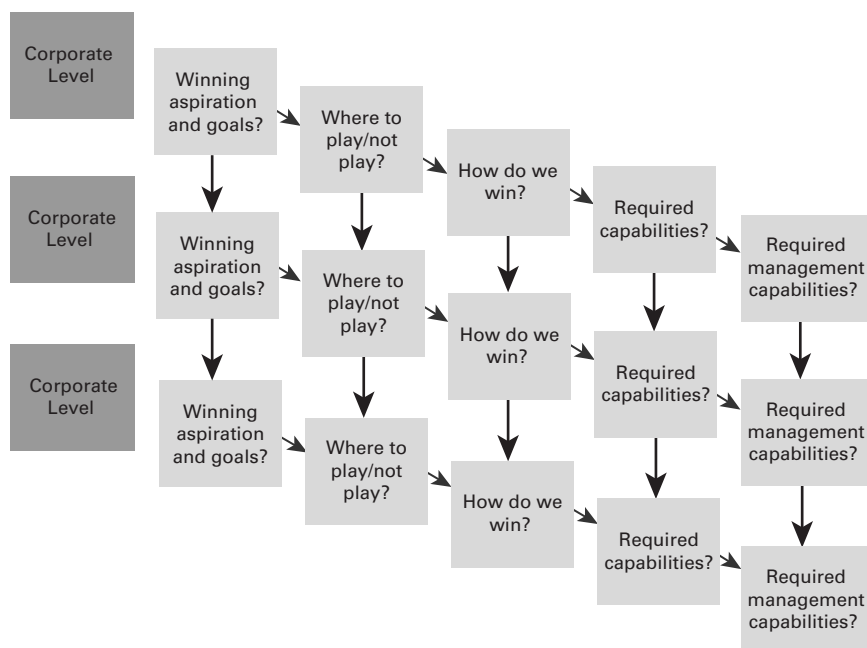 Corporate
Level
Winning
aspiration
and goals?
Where to
play/not
play?
How do we
win?
Required
capabilities?
Required
management
capabilities?
Corporate
Level
Winning
aspiration
and goals?
Where to
play/not
play?
How do we
win?
Required
capabilities?
Required
management
capabilities?
Corporate
Level
Winning
aspiration
and goals?
Where to
play/not
play?
How do we
win?
Required
capabilities?
Required
management
capabilities?